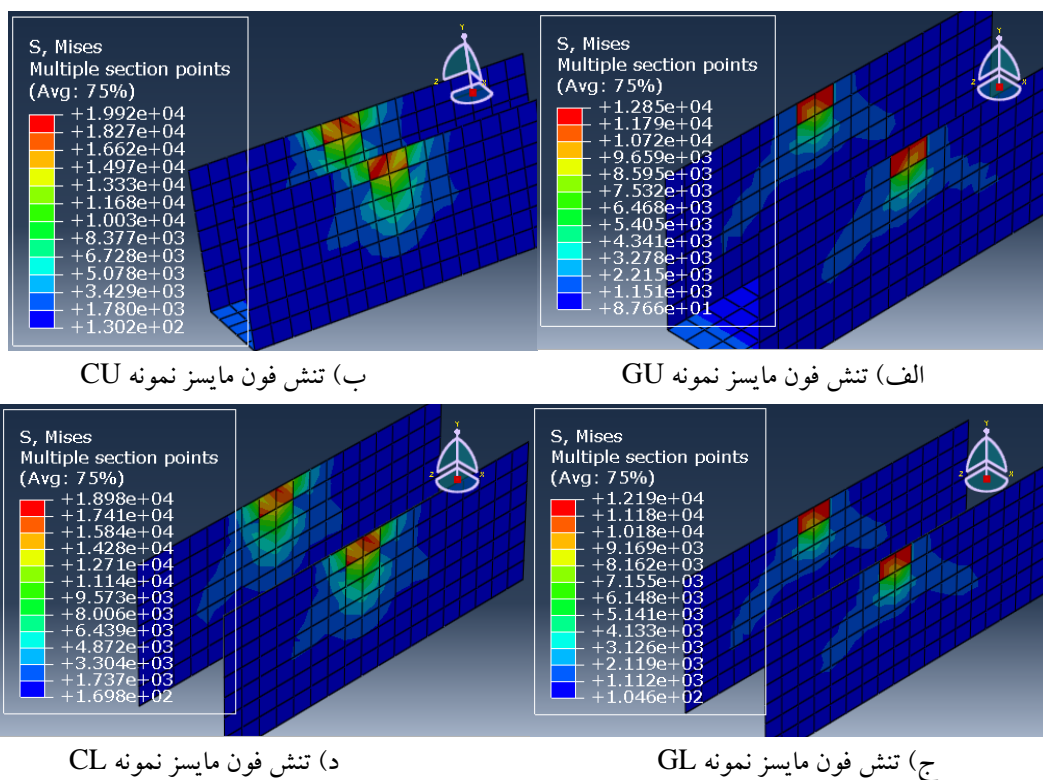 S, Mises
Multiple section points
(Avg: 75%)
+1.992e+04
+1.827e+04
+1.662e+04
+1.497e+04
+1.333e+04
+1.168e+04
+1.003e+04
+8.377e+03
+6.728e+03
+5.078e+03
+3.429e+03
+1.780e+03
+1.302e+02
Y
Z
X
S, Mises
Multiple section points
(Avg: 75%)
+1.285e+04
+1.179e+04
+1.072e+04
+9.659e+03
+8.595e+03
+7.532e+03
+6.468e+03
+5.405e+03
+4.341e+03
+3.278e+03
+2.215e+03
+1.151e+03
+8.766e+01
Y
Z
X
الف) تنش فون مایسز نمونه GU
ب) تنش فون مایسز نمونه CU
S, Mises
Multiple section points
(Avg: 75%)
+1.898e+04
+1.741e+04
+1.584e+04
+1.428e+04
+1.271e+04
+1.114e+04
+9.573e+03
+8.006e+03
+6.439e+03
+4.872e+03
+3.304e+03
+1.737e+03
+1.698e+02
Y
Z
X
S, Mises
Multiple section points
(Avg: 75%)
+1.219e+04
+1.118e+04
+1.018e+04
+9.169e+03
+8.162e+03
+7.155e+03
+6.148e+03
+5.141e+03
+4.133e+03
+3.126e+03
+2.119e+03
+1.112e+03
+1.046e+02
Y
Z
X
ج) تنش فون مایسز نمونه GL
د) تنش فون مایسز نمونه CL